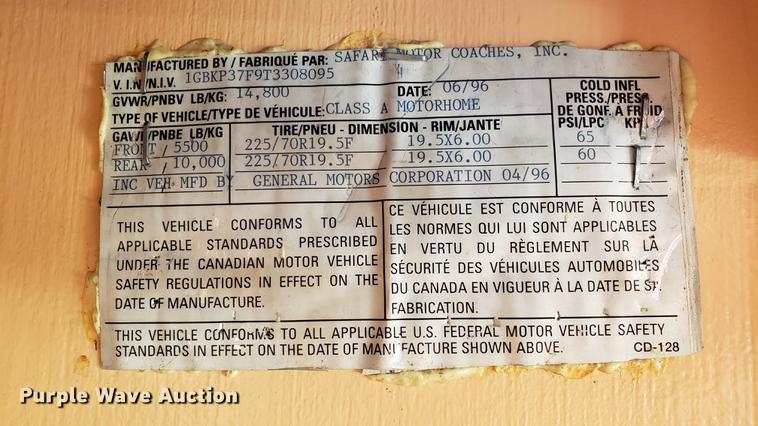 MANUFACTURED BY / FABRIQUÉ PAR: SAFARI MOTOR COACHES, INC.
V.I.N/N.I.V. 1GBKP37F9T3308095
GVWR/PNBV LB/KG: 14,800 DATE: 06/96
TYPE OF VEHICLE/TYPE DE VÉHICULE: CLASS A MOTORHOME
COLD INFL
PRESS./PRESS.
DE GONF. A FROID
PSI/LPC KPA
GAWR/PNBE LB/KG TIRE/PNEU - DIMENSION - RIM/JANTE
FRONT / 5500 225/70R19.5F 19.5X6.00 65
REAR / 10,000 225/70R19.5F 19.5X6.00 60
INC VEH MFD BY GENERAL MOTORS CORPORATION 04/96
THIS VEHICLE CONFORMS TO ALL
APPLICABLE STANDARDS PRESCRIBED
UNDER THE CANADIAN MOTOR VEHICLE
SAFETY REGULATIONS IN EFFECT ON THE
DATE OF MANUFACTURE.
CE VÉHICULE EST CONFORME À TOUTES
LES NORMES QUI LUI SONT APPLICABLES
EN VERTU DU RÈGLEMENT SUR LA
SÉCURITÉ DES VÉHICULES AUTOMOBILES
DU CANADA EN VIGUEUR À LA DATE DE SA
FABRICATION.
THIS VEHICLE CONFORMS TO ALL APPLICABLE U.S. FEDERAL MOTOR VEHICLE SAFETY
STANDARDS IN EFFECT ON THE DATE OF MANUFACTURE SHOWN ABOVE. CD-128
Purple Wave Auction